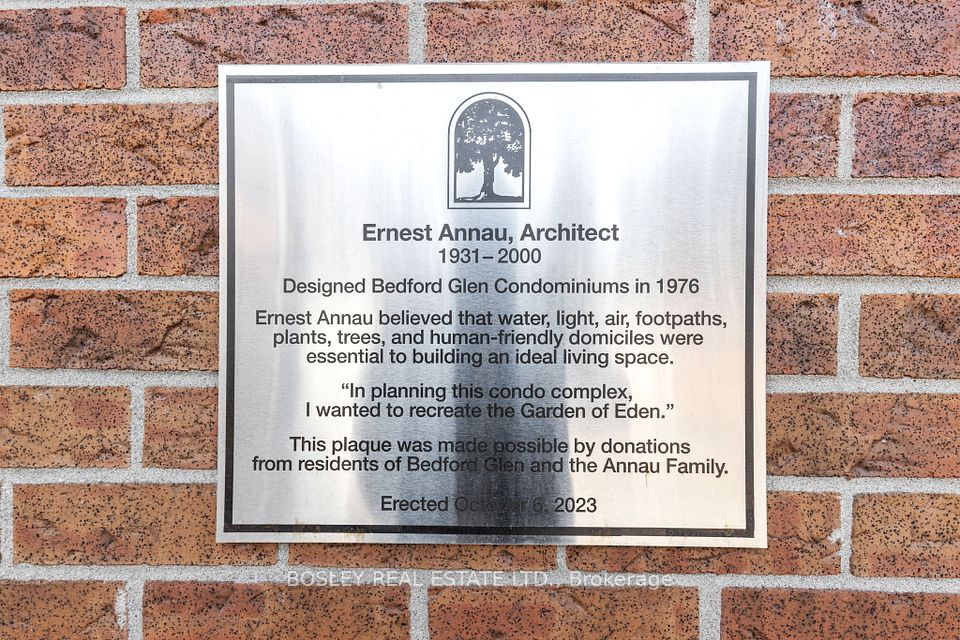 Ernest Annau, Architect
1931–2000
Designed Bedford Glen Condominiums in 1976
Ernest Annau believed that water, light, air, footpaths,
plants, trees, and human-friendly domiciles were
essential to building an ideal living space.
“In planning this condo complex,
I wanted to recreate the Garden of Eden.”
This plaque was made possible by donations
from residents of Bedford Glen and the Annau Family.
Erected October 6, 2023
BOSLEY REAL ESTATE LTD., Brokerage